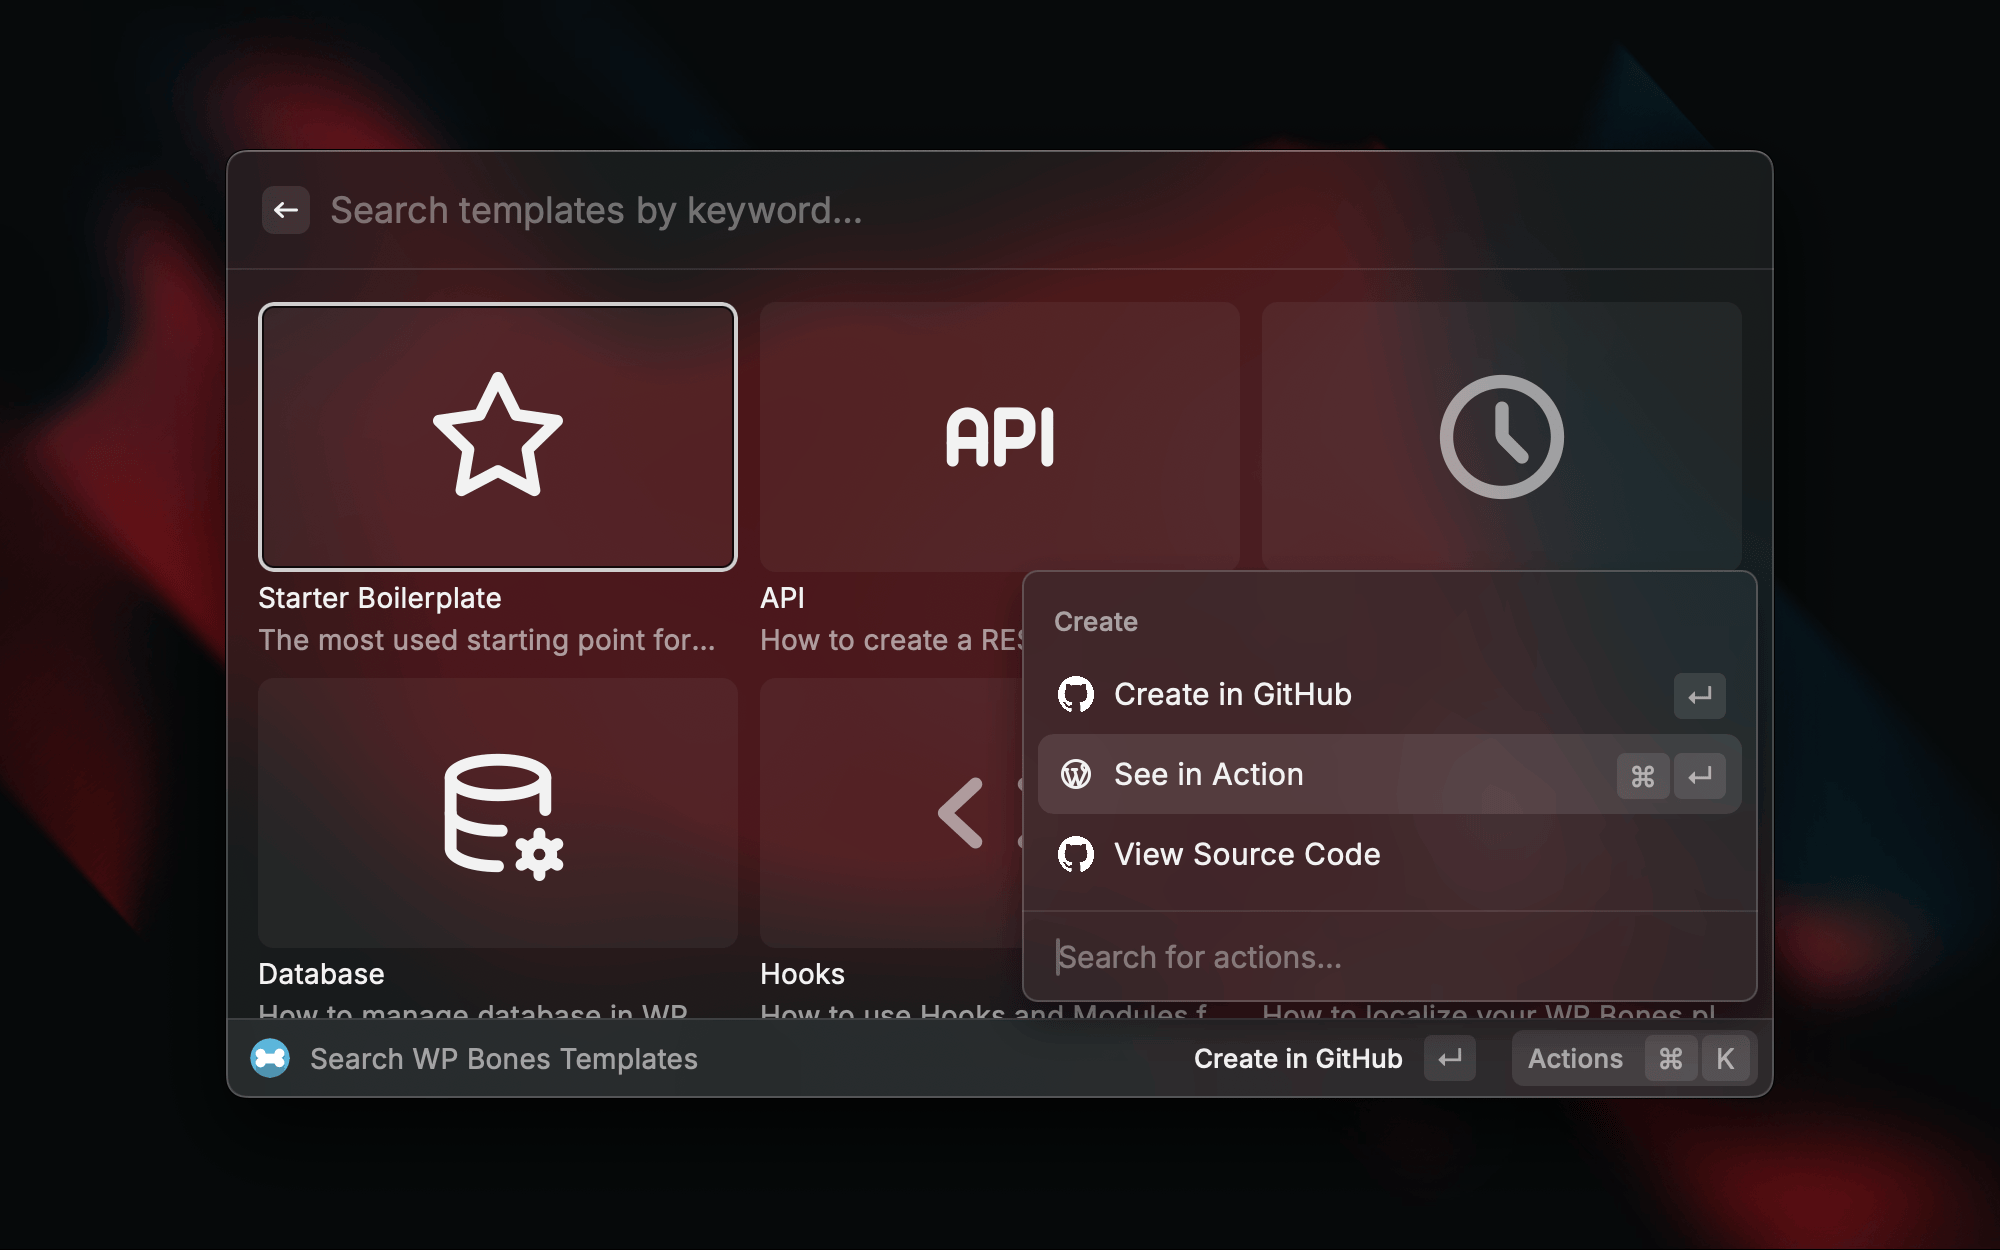 Search templates by keyword...
API
Starter Boilerplate
The most used starting point for...
API
How to create a RES
Create
Create in GitHub
See in Action
⌘
View Source Code
Search for actions...
Database
How to manage database in WP
Hooks
How to use Hooks and Modules f
How to localize your WP Bones pl
Search WP Bones Templates
Create in GitHub
Actions ⌘ K